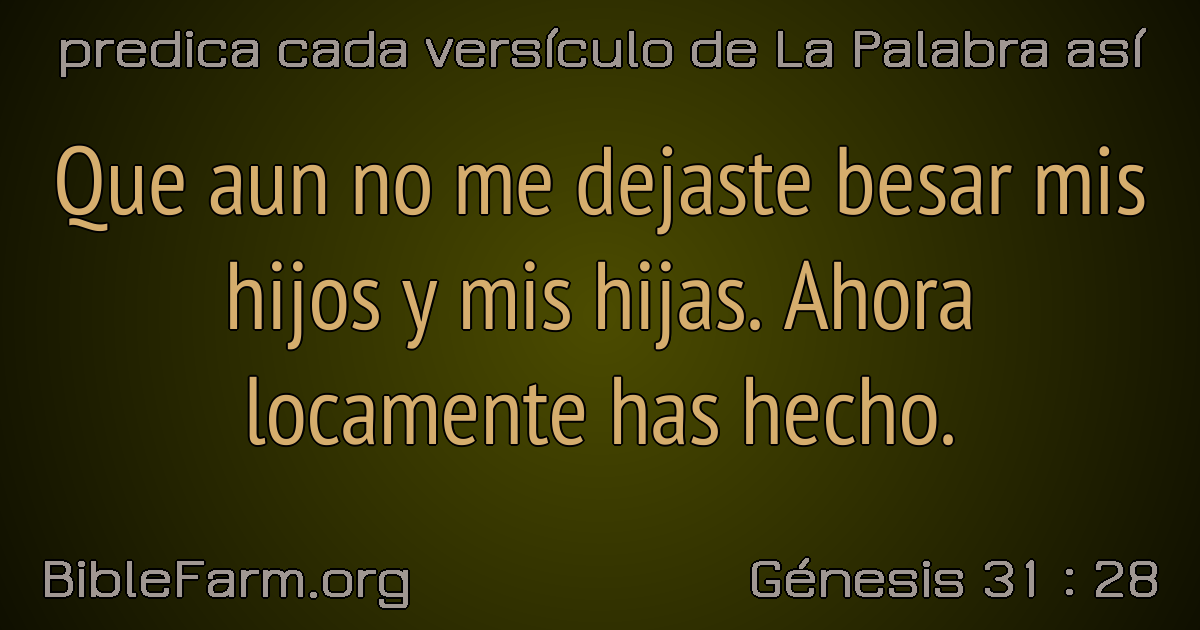 predica cada versículo de La Palabra así
Que aun no me dejaste besar mis
hijos y mis hijas. Ahora
locamente has hecho.
BibleFarm.org
Génesis 31 : 28